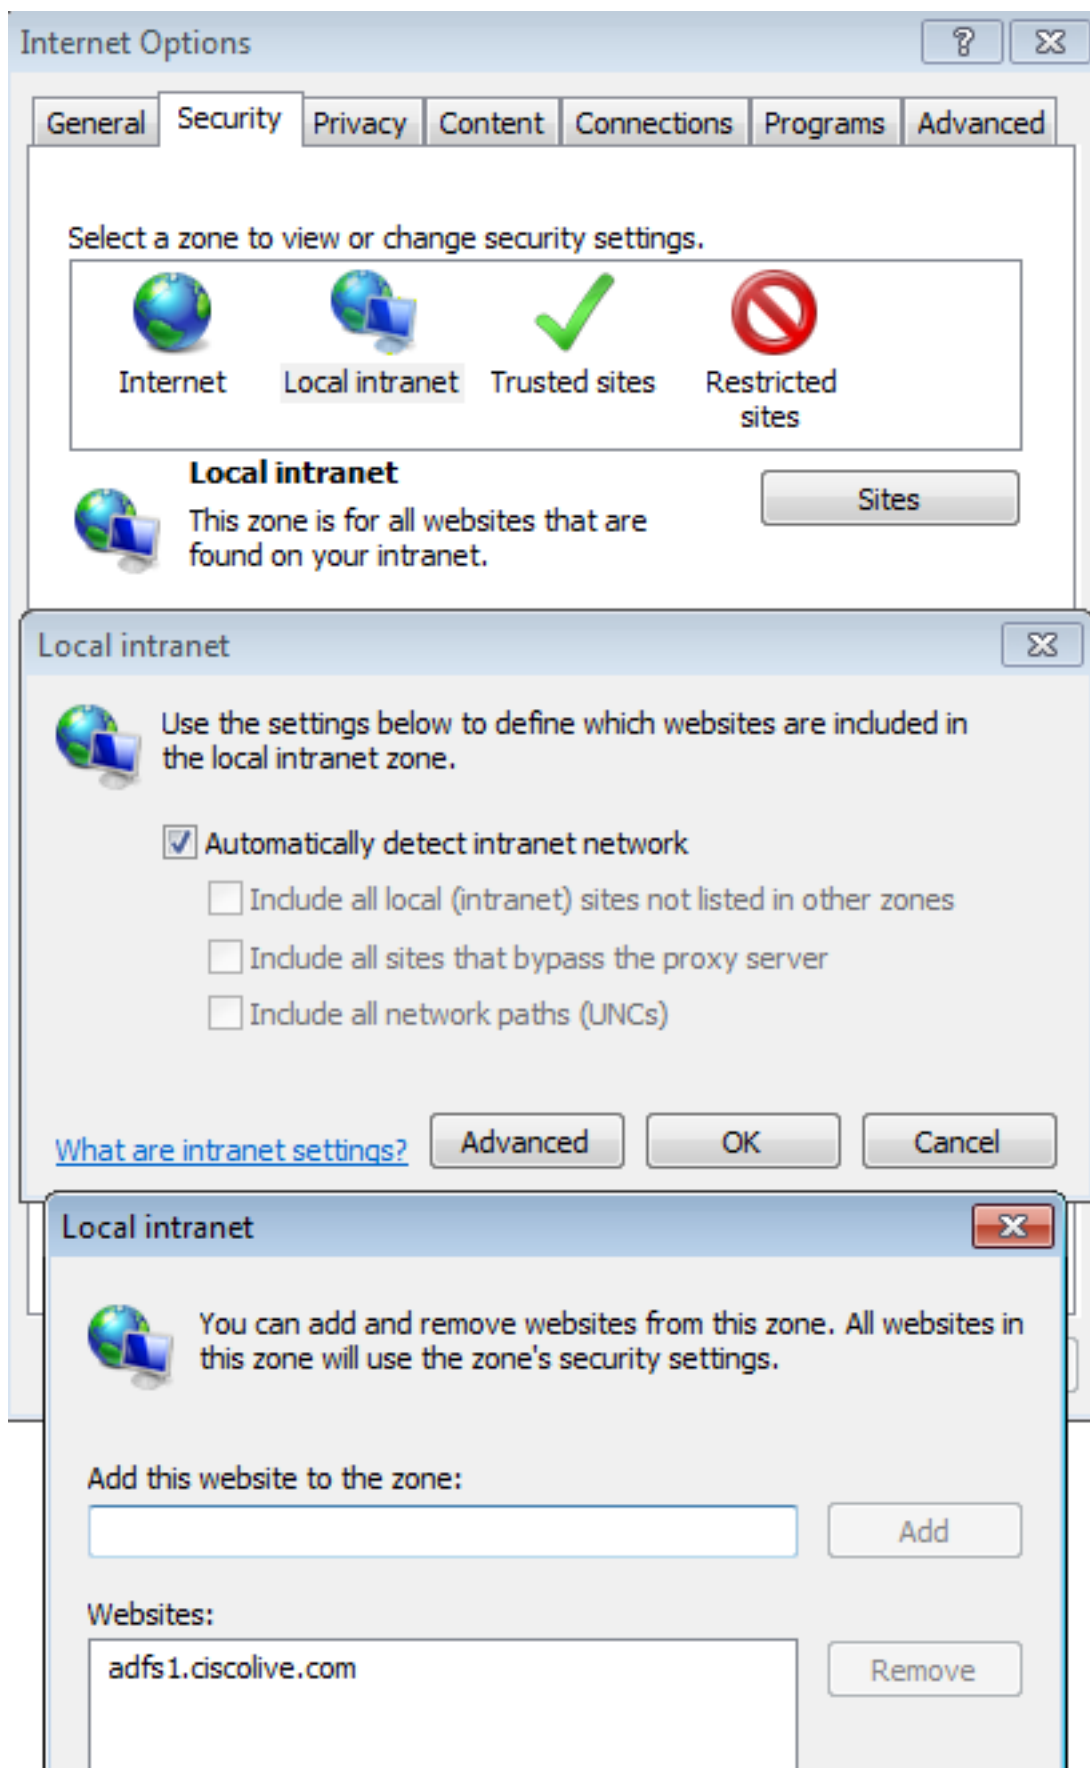 Internet Options
General Security Privacy Content Connections Programs Advanced
Select a zone to view or change security settings.
Internet Local intranet Trusted sites Restricted
sites
Local intranet
Sites
This zone is for all websites that are
found on your intranet.
Local intranet
Use the settings below to define which websites are included in
the local intranet zone.
Automatically detect intranet network
Include all local (intranet) sites not listed in other zones
Include all sites that bypass the proxy server
Include all network paths (UNCs)
What are intranet settings? Advanced OK Cancel
Local intranet
You can add and remove websites from this zone. All websites in
this zone will use the zone's security settings.
Add this website to the zone:
Add
Websites:
adfs1.ciscolive.com
Remove